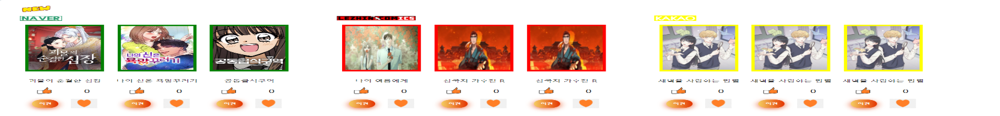 NEW
NAVER
괴물의
순결한 심장
괴물의 순결한 심장
0
의견
나의 신은
욕망꾸러기
나의 신은 욕망꾸러기
0
의견
공동급식구역
공동급식구역
0
의견
LEZHIN COMICS
나의 여름에게
0
의견
삼국지 가후전 R
0
의견
삼국지 가후전 R
0
의견
KAKAO
새벽을 사랑하는 방법
0
의견
새벽을 사랑하는 방법
0
의견
새벽을 사랑하는 방법
0
의견